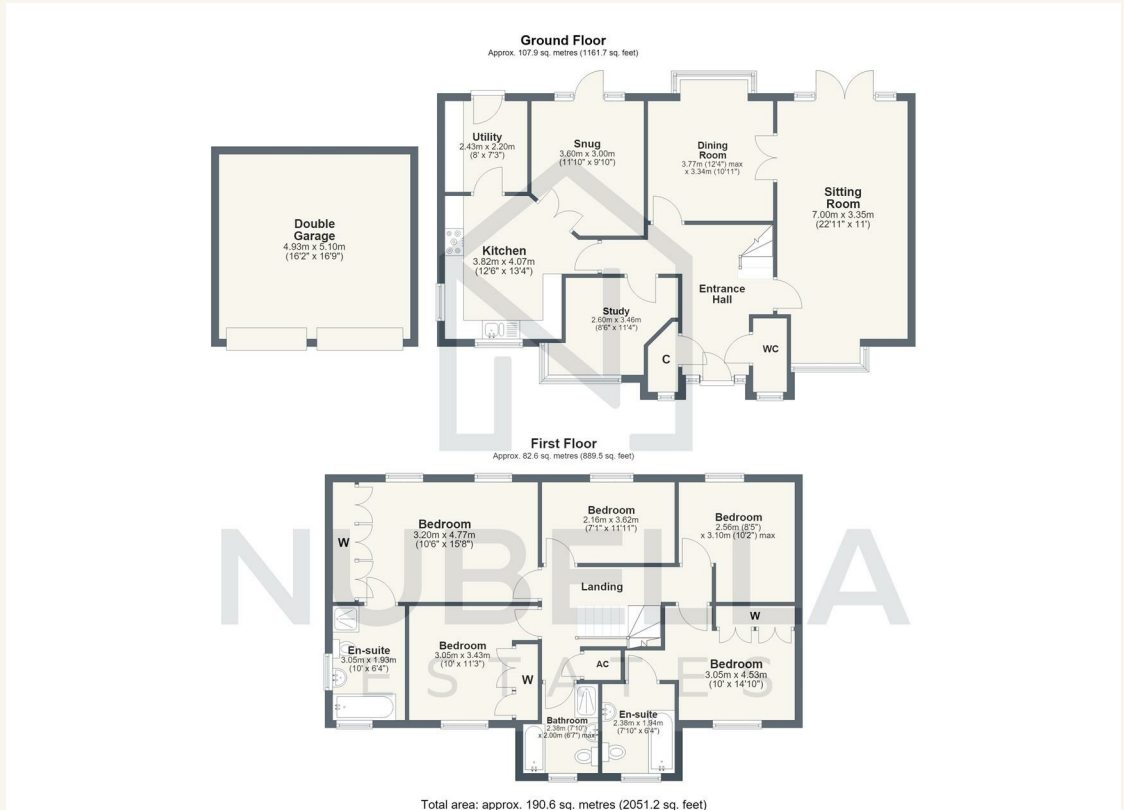 Ground Floor
Approx. 107.9 sq. metres (1161.7 sq. feet)
Utility
2.43m x 2.20m
(8' x 7'3")
Snug
3.60m x 3.00m
(11'10" x 9'10")
Dining
Room
3.77m (12'4") max
x 3.34m (10'11")
Sitting
Room
7.00m x 3.35m
(22'11" x 11')
Double
Garage
4.93m x 5.10m
(16'2" x 16'9")
Kitchen
3.82m x 4.07m
(12'6" x 13'4")
Entrance
Hall
Study
2.60m x 3.46m
(8'6" x 11'4")
C
WC
First Floor
Approx. 82.6 sq. metres (889.5 sq. feet)
Bedroom
3.20m x 4.77m
(10'6" x 15'8")
W
Bedroom
2.16m x 3.62m
(7'1" x 11'11")
Bedroom
2.56m (8'5")
x 3.10m (10'2") max
Landing
NUBELLA
ESTATES
En-suite
3.05m x 1.93m
(10' x 6'4")
Bedroom
3.05m x 3.43m
(10' x 11'3")
W
AC
W
Bedroom
3.05m x 4.53m
(10' x 14'10")
Bathroom
2.38m (7'10")
x 2.00m (6'7") max
En-suite
2.38m x 1.94m
(7'10" x 6'4")
Total area: approx. 190.6 sq. metres (2051.2 sq. feet)